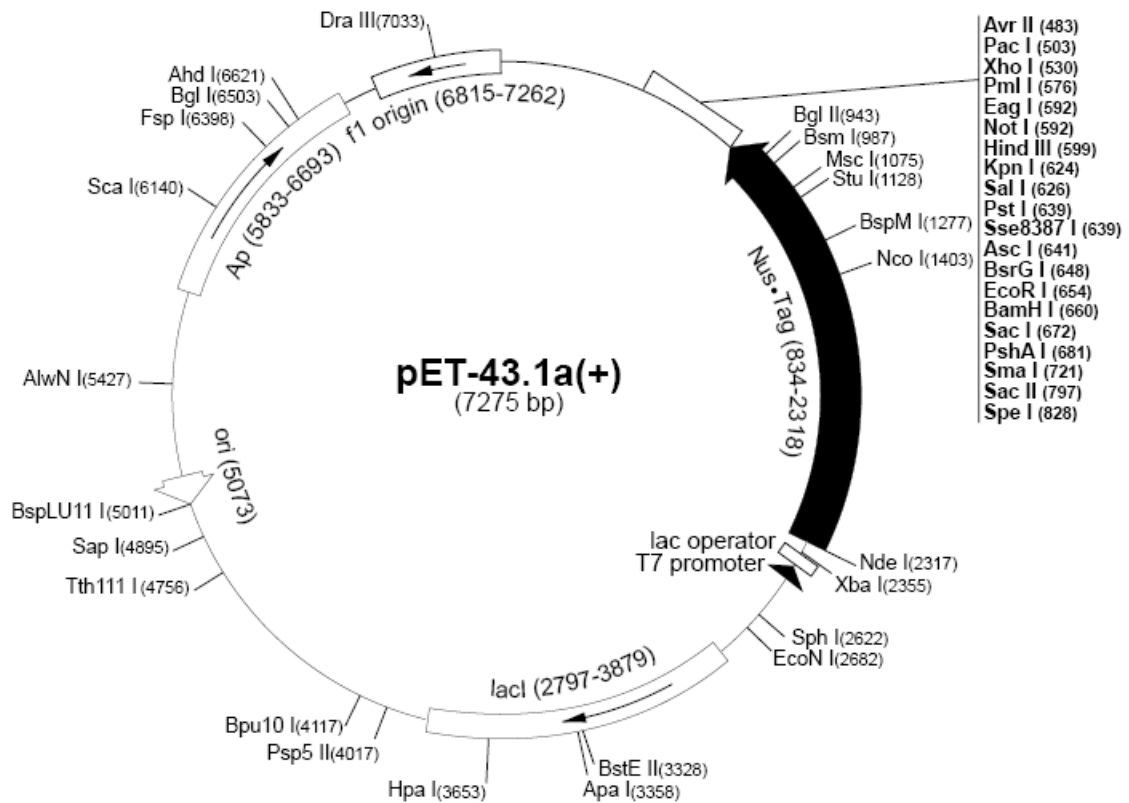 Dra III(7033)
Ahd I(6621)
Bgl I(6503)
Fsp I(6398)
Sca I(6140)
f1 origin (6815-7262)
Ap (5833-6693)
AlwN I(5427)
ori (5073)
BspLU11 I(5011)
Sap I(4895)
Tth111 I(4756)
Bpu10 I(4117)
Psp5 II(4017)
Hpa I(3653)
Apa I(3358)
BstE II(3328)
lacI (2797-3879)
EcoN I(2682)
Sph I(2622)
Xba I(2355)
Nde I(2317)
lac operator
T7 promoter
Nus•Tag (834-2318)
Nco I(1403)
BspM I(1277)
Stu I(1128)
Msc I(1075)
Bsm I(987)
Bgl II(943)
pET-43.1a(+)
(7275 bp)
Avr II (483)
Pac I (503)
Xho I (530)
Pml I (576)
Eag I (592)
Not I (592)
Hind III (599)
Kpn I (624)
Sal I (626)
Pst I (639)
Sse8387 I (639)
Asc I (641)
BsrG I (648)
EcoR I (654)
BamH I (660)
Sac I (672)
PshA I (681)
Sma I (721)
Sac II (797)
Spe I (828)